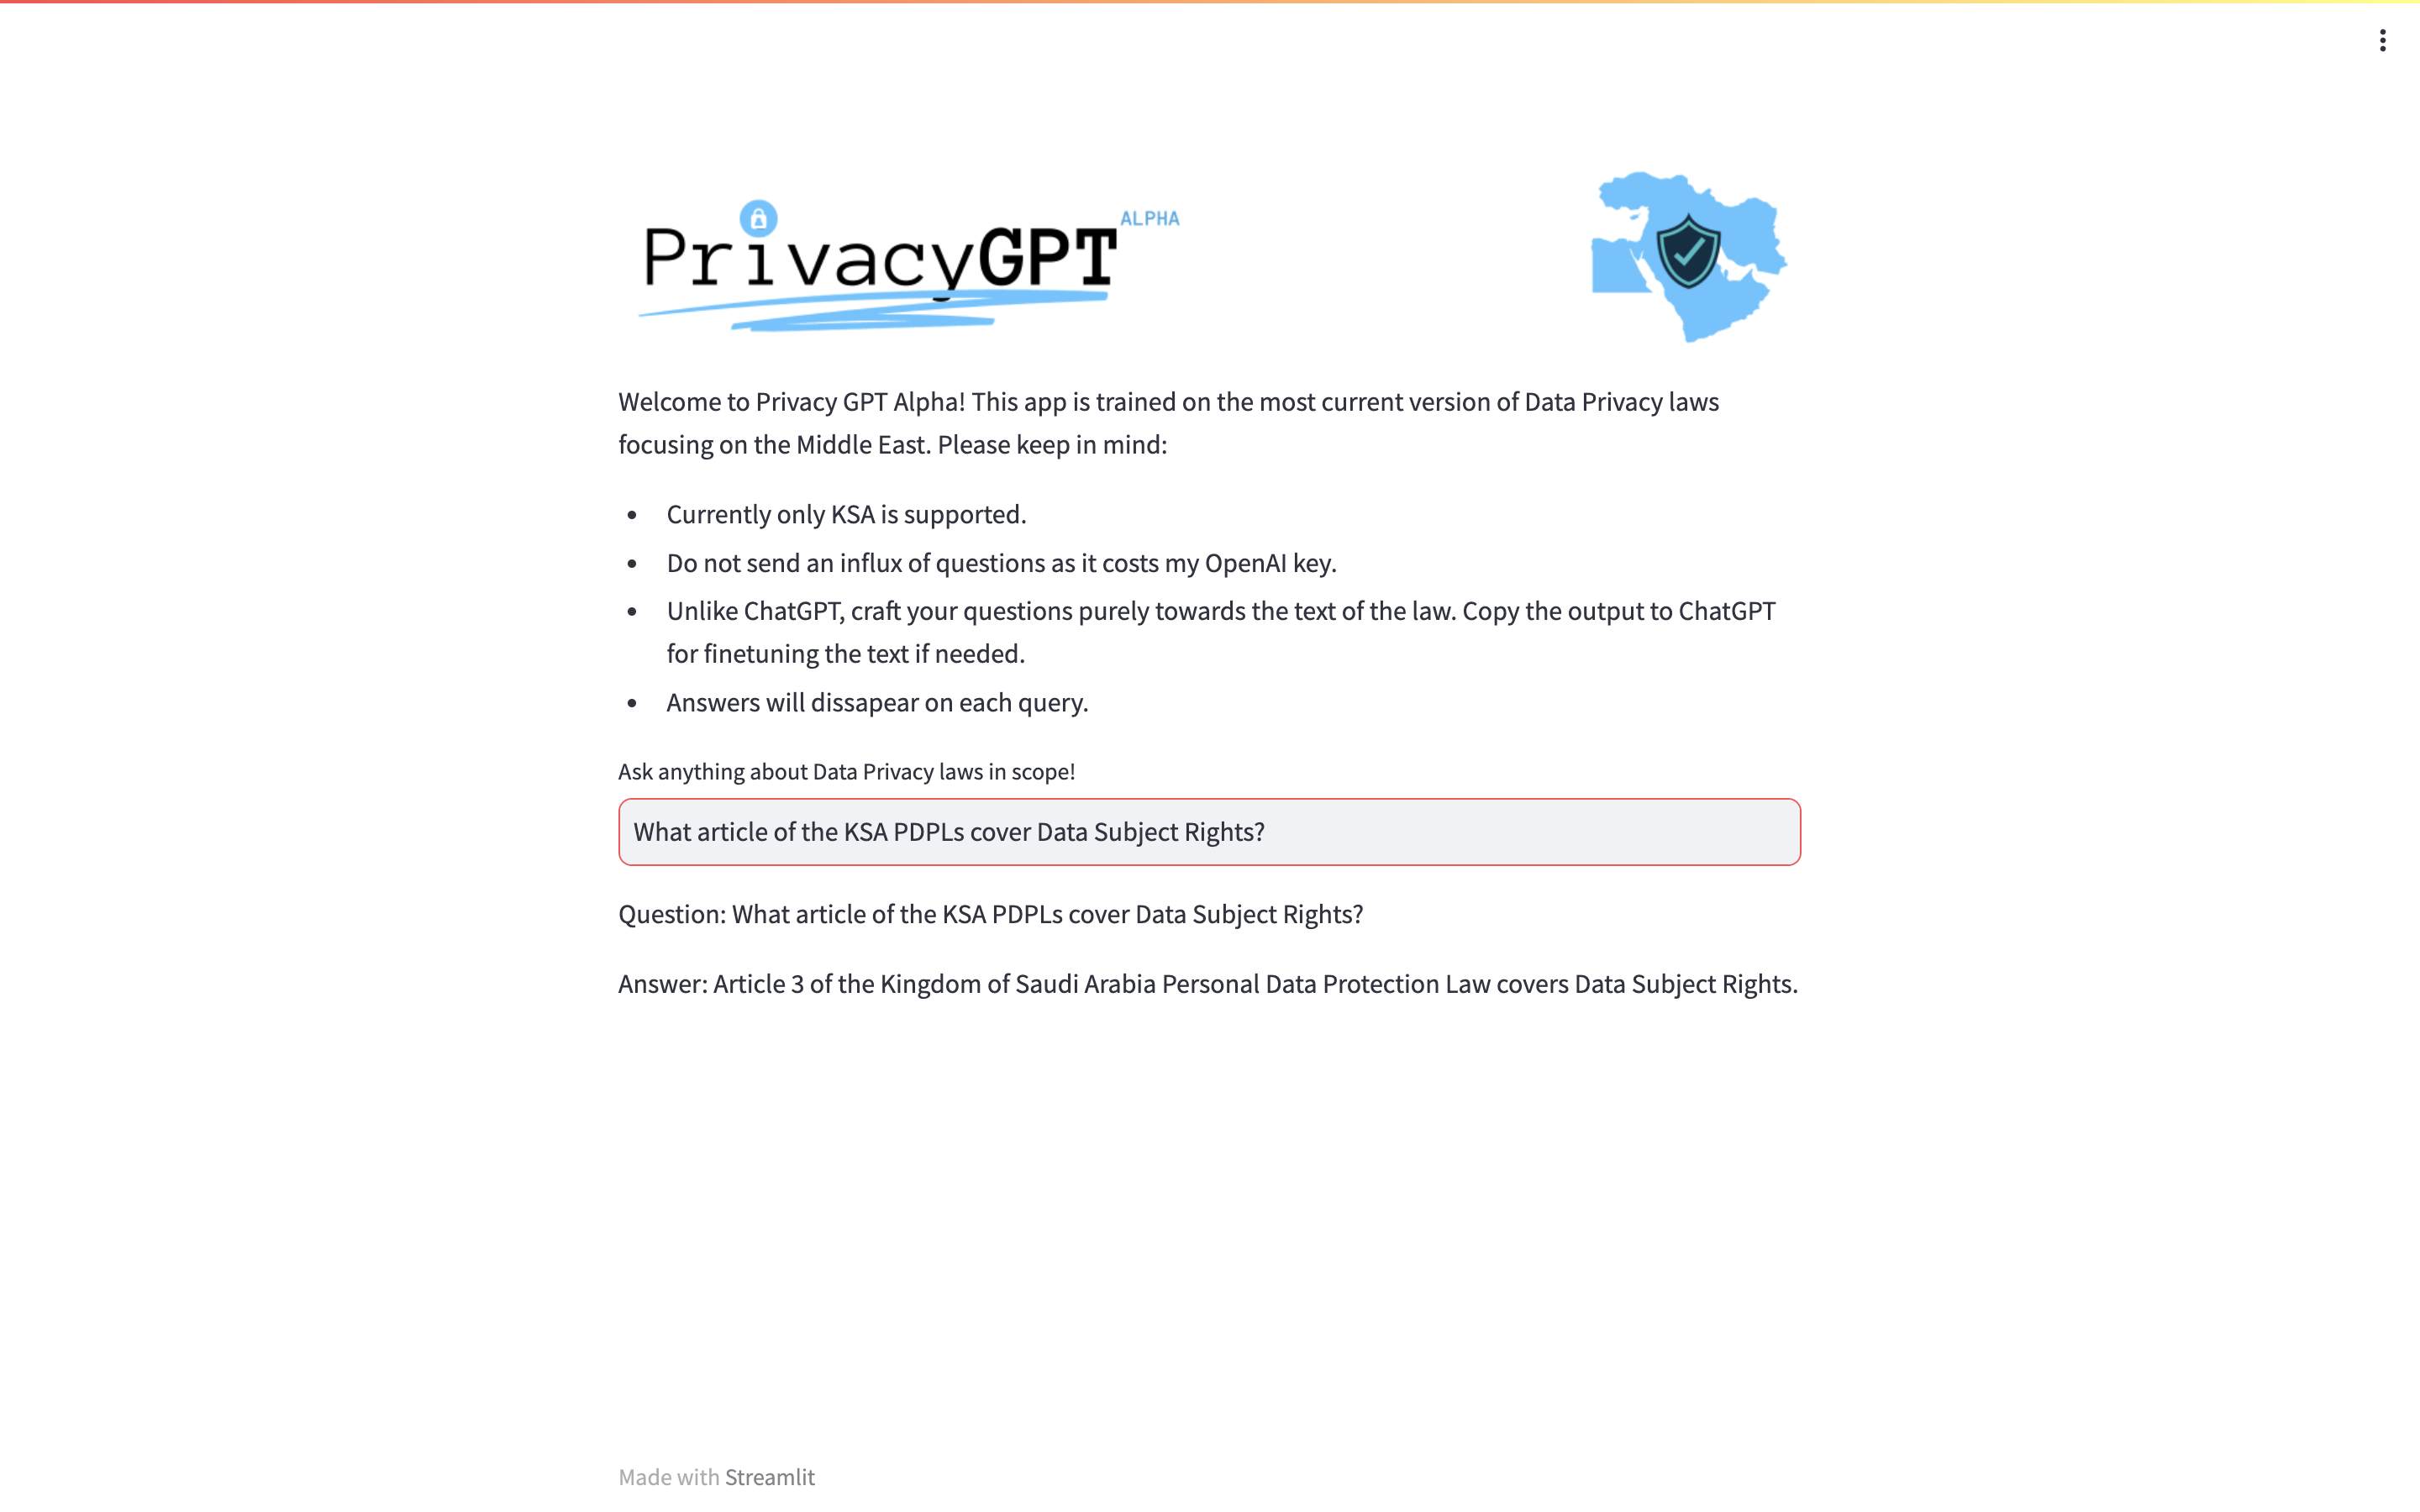 PrivacyGPT ALPHA
Welcome to Privacy GPT Alpha! This app is trained on the most current version of Data Privacy laws
focusing on the Middle East. Please keep in mind:
• Currently only KSA is supported.
• Do not send an influx of questions as it costs my OpenAI key.
• Unlike ChatGPT, craft your questions purely towards the text of the law. Copy the output to ChatGPT
for finetuning the text if needed.
• Answers will dissapear on each query.
Ask anything about Data Privacy laws in scope!
What article of the KSA PDPLs cover Data Subject Rights?
Question: What article of the KSA PDPLs cover Data Subject Rights?
Answer: Article 3 of the Kingdom of Saudi Arabia Personal Data Protection Law covers Data Subject Rights.
Made with Streamlit